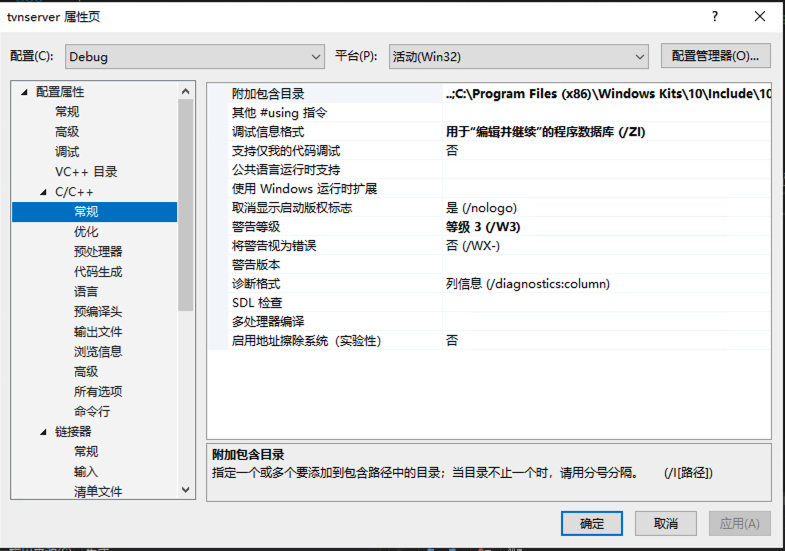 tvnserver 属性页
?
配置(C): Debug 平台(P): 活动(Win32) 配置管理器(O)...
配置属性
常规
高级
调试
VC++ 目录
C/C++
常规
优化
预处理器
代码生成
语言
预编译头
输出文件
浏览信息
高级
所有选项
命令行
链接器
常规
输入
清单文件
附加包含目录 ..;C:\Program Files (x86)\Windows Kits\10\Include\10
其他 #using 指令
调试信息格式 用于“编辑并继续”的程序数据库 (/ZI)
支持仅我的代码调试 否
公共语言运行时支持
使用 Windows 运行时扩展
取消显示启动版权标志 是 (/nologo)
警告等级 等级 3 (/W3)
将警告视为错误 否 (/WX-)
警告版本
诊断格式 列信息 (/diagnostics:column)
SDL 检查
多处理器编译
启用地址擦除系统（实验性） 否
附加包含目录
指定一个或多个要添加到包含路径中的目录；当目录不止一个时，请用分号分隔。 (/I[路径])
确定 取消 应用(A)